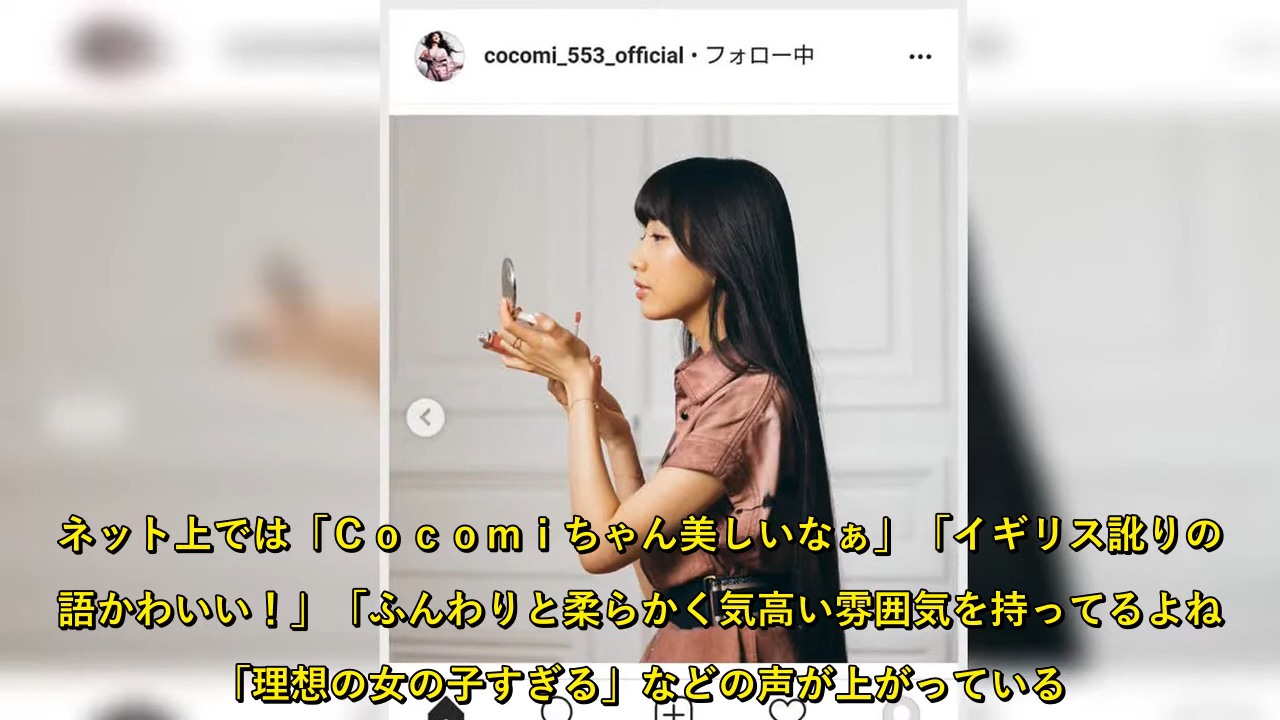 cocomi_553_official・フォロー中
ネット上では「Ｃｏｃｏｍｉちゃん美しいなぁ」「イギリス訛りの
語かわいい！」「ふんわりと柔らかく気高い雰囲気を持ってるよね
「理想の女の子すぎる」などの声が上がっている